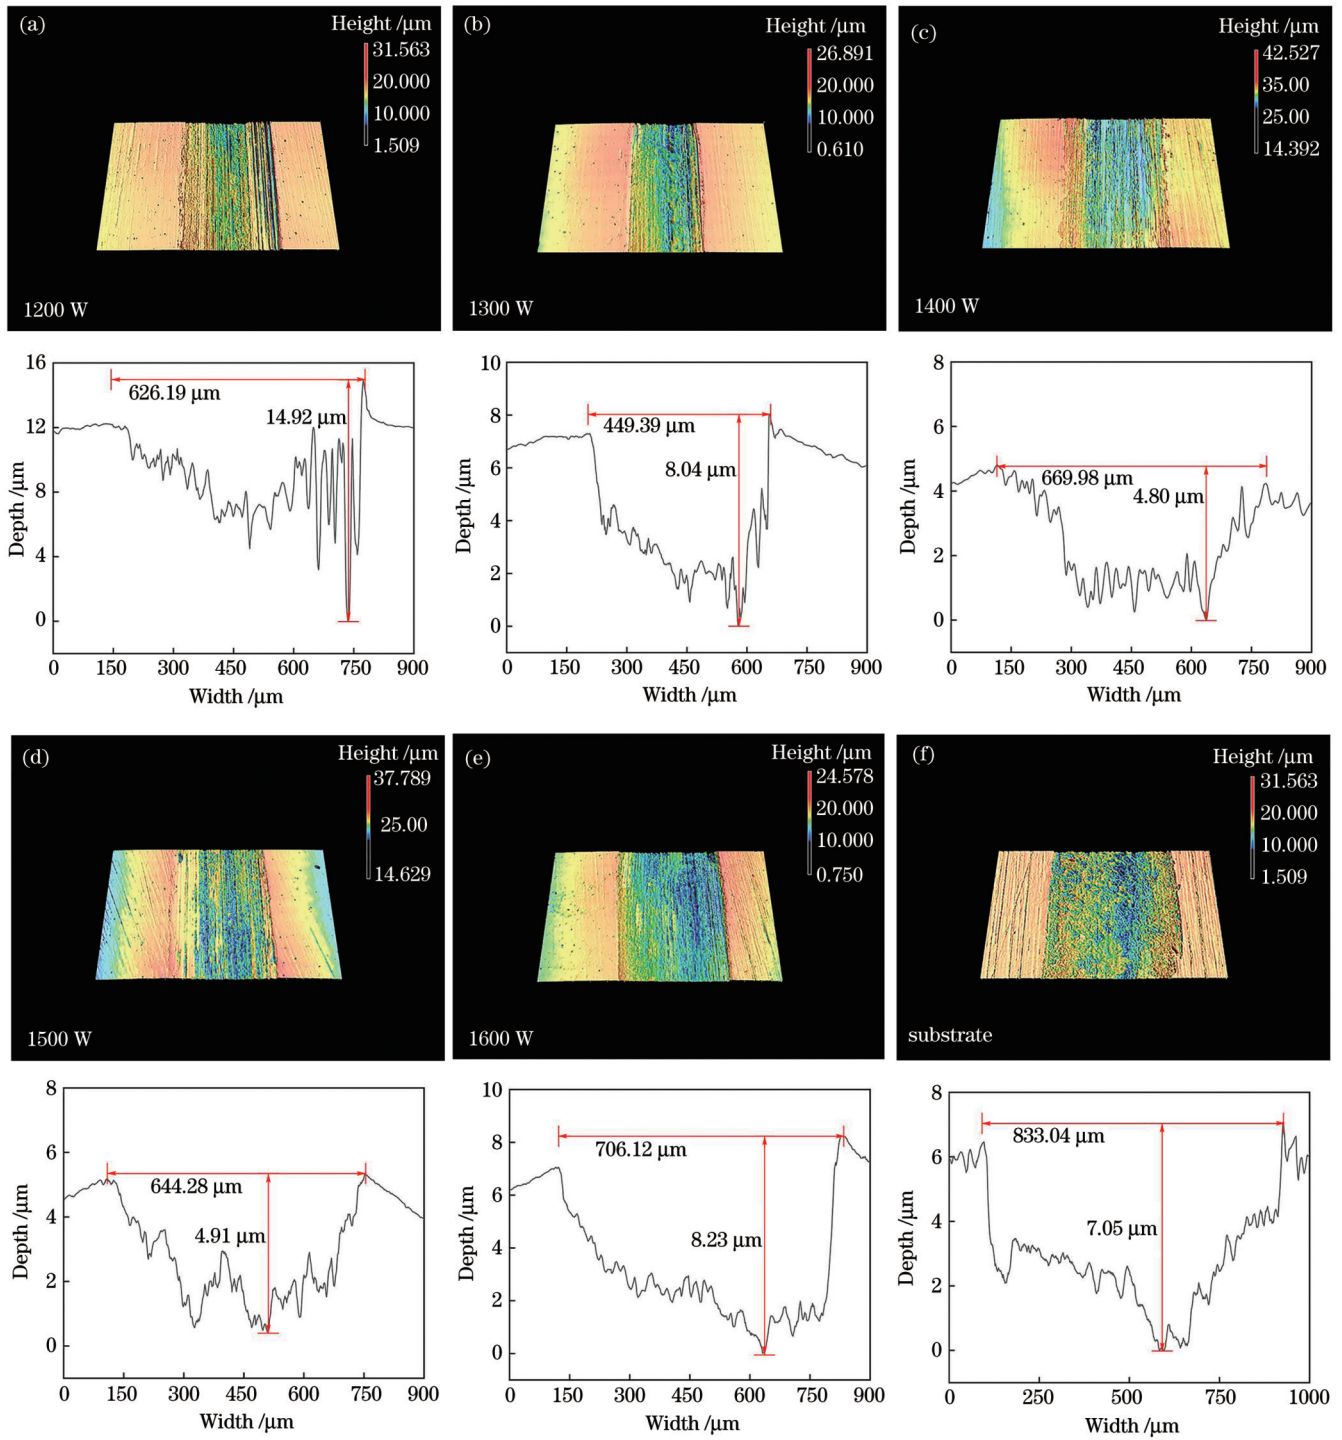 (a)
Height /μm
31.563
20.000
10.000
1.509
1200 W
(b)
Height /μm
26.891
20.000
10.000
0.610
1300 W
(c)
Height /μm
42.527
35.00
25.00
14.392
1400 W
16
12
8
4
0
Depth /μm
626.19 μm
14.92 μm
0 150 300 450 600 750 900
Width /μm
10
8
6
4
2
0
Depth /μm
449.39 μm
8.04 μm
0 150 300 450 600 750 900
Width /μm
8
6
4
2
0
Depth /μm
669.98 μm
4.80 μm
0 150 300 450 600 750 900
Width /μm
(d)
Height /μm
37.789
25.00
14.629
1500 W
(e)
Height /μm
24.578
20.000
10.000
0.750
1600 W
(f)
Height /μm
31.563
20.000
10.000
1.509
substrate
8
6
4
2
0
Depth /μm
644.28 μm
4.91 μm
0 150 300 450 600 750 900
Width /μm
10
8
6
4
2
0
Depth /μm
706.12 μm
8.23 μm
0 150 300 450 600 750 900
Width /μm
8
6
4
2
0
Depth /μm
833.04 μm
7.05 μm
0 250 500 750 1000
Width /μm